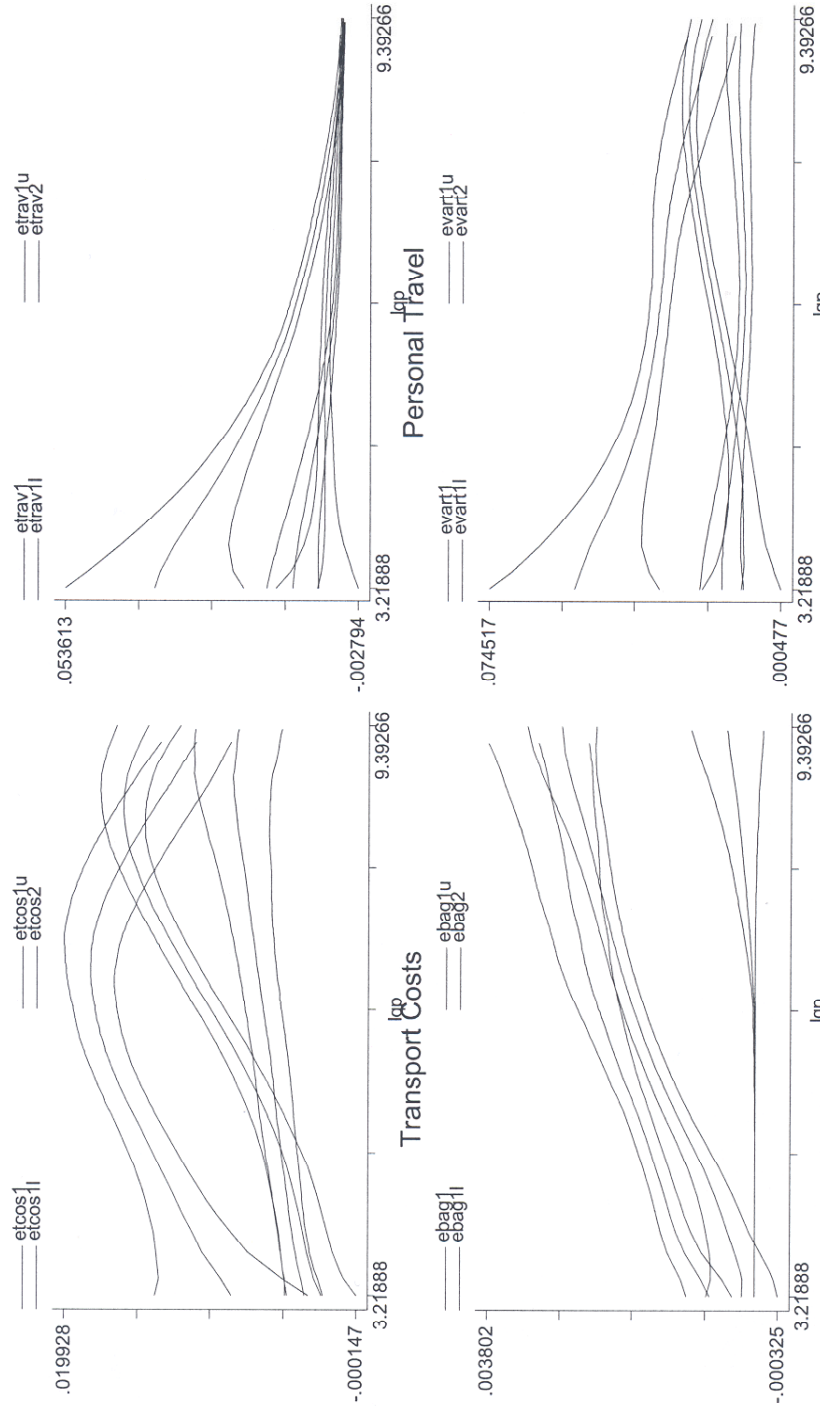 etcos1
etcos1l
etcos1u
etcos2
etrav1
etrav1l
etrav1u
etrav2
.019928
-.000147
3.21888
lqp
9.39266
.053613
-.002794
3.21888
lqp
9.39266
Transport Costs
Personal Travel
ebag1
ebag1l
ebag1u
ebag2
evart1
evart1l
evart1u
evart2
.003802
-.000325
3.21888
lqp
9.39266
.074517
.000477
3.21888
lqp
9.39266